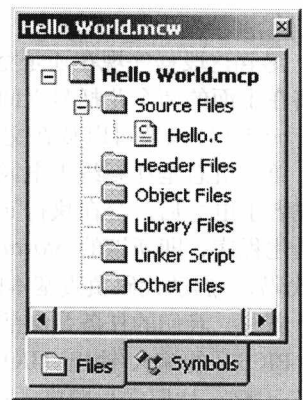 Hello World.mcw
Hello World.mcp
Source Files
Hello.c
Header Files
Object Files
Library Files
Linker Script
Other Files
Files Symbols